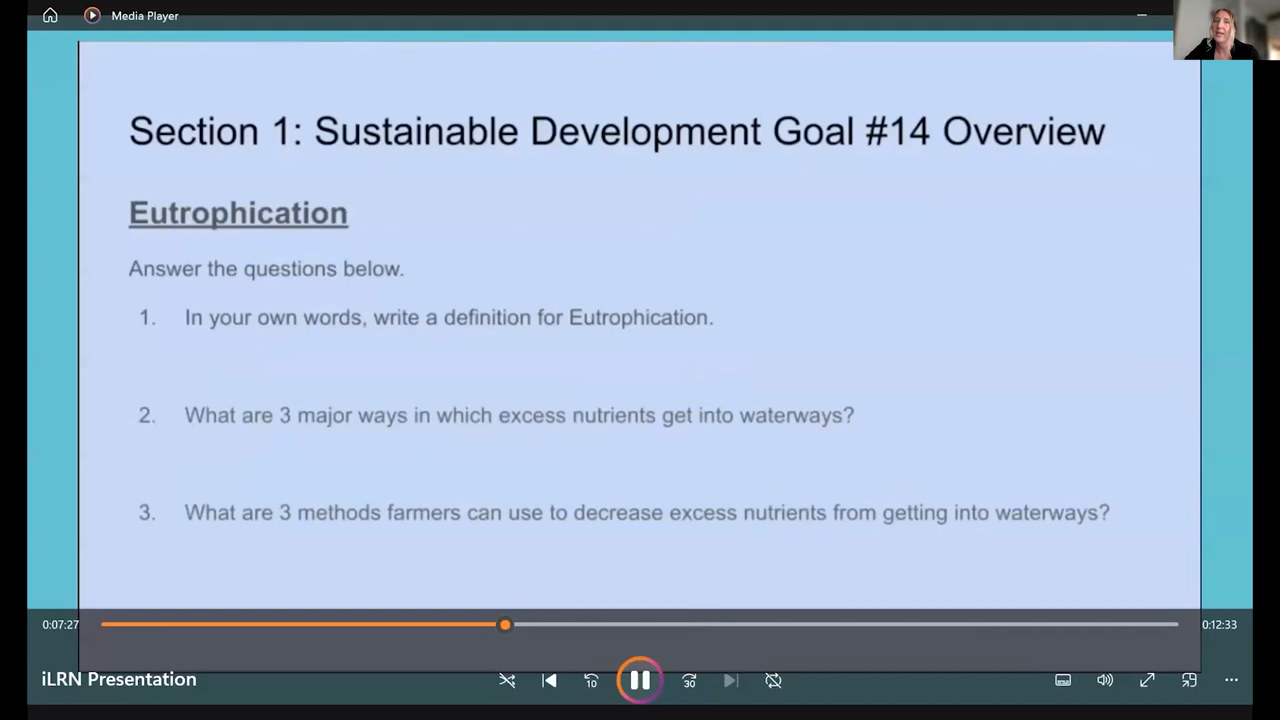 Media Player
Section 1: Sustainable Development Goal #14 Overview
Eutrophication
Answer the questions below.
1. In your own words, write a definition for Eutrophication.
2. What are 3 major ways in which excess nutrients get into waterways?
3. What are 3 methods farmers can use to decrease excess nutrients from getting into waterways?
0:07:27
0:12:33
iLRN Presentation
10
30